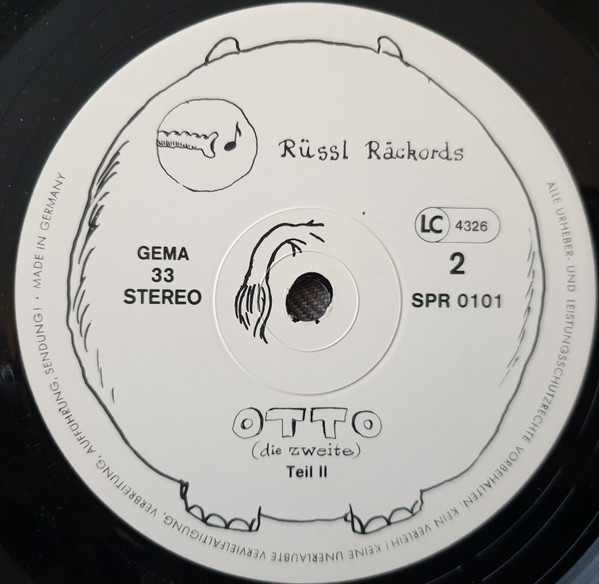 Rüssl Räckords
LC 4326
GEMA
33
STEREO
2
SPR 0101
OTTO
(die zweite)
Teil II
ALLE URHEBER- UND LEISTUNGSSCHUTZRECHTE VORBEHALTEN. KEIN VERLEIH! KEINE UNERLAUBTE VERVIELFÄLTIGUNG, VERBREITUNG, AUFFÜHRUNG, SENDUNG! • MADE IN GERMANY